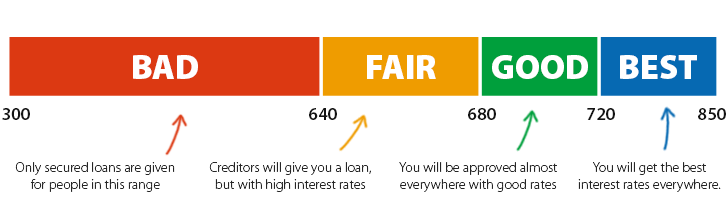 BAD FAIR GOOD BEST
300 640 680 720 850
Only secured loans are given
for people in this range
Creditors will give you a loan,
but with high interest rates
You will be approved almost
everywhere with good rates
You will get the best
interest rates everywhere.